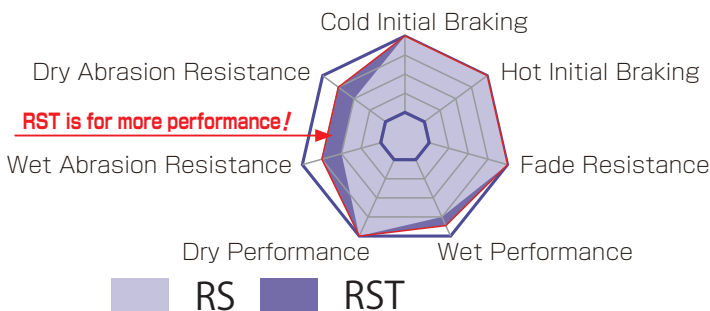 Cold Initial Braking
Dry Abrasion Resistance
Hot Initial Braking
RST is for more performance!
Wet Abrasion Resistance
Fade Resistance
Dry Performance
Wet Performance
RS
RST